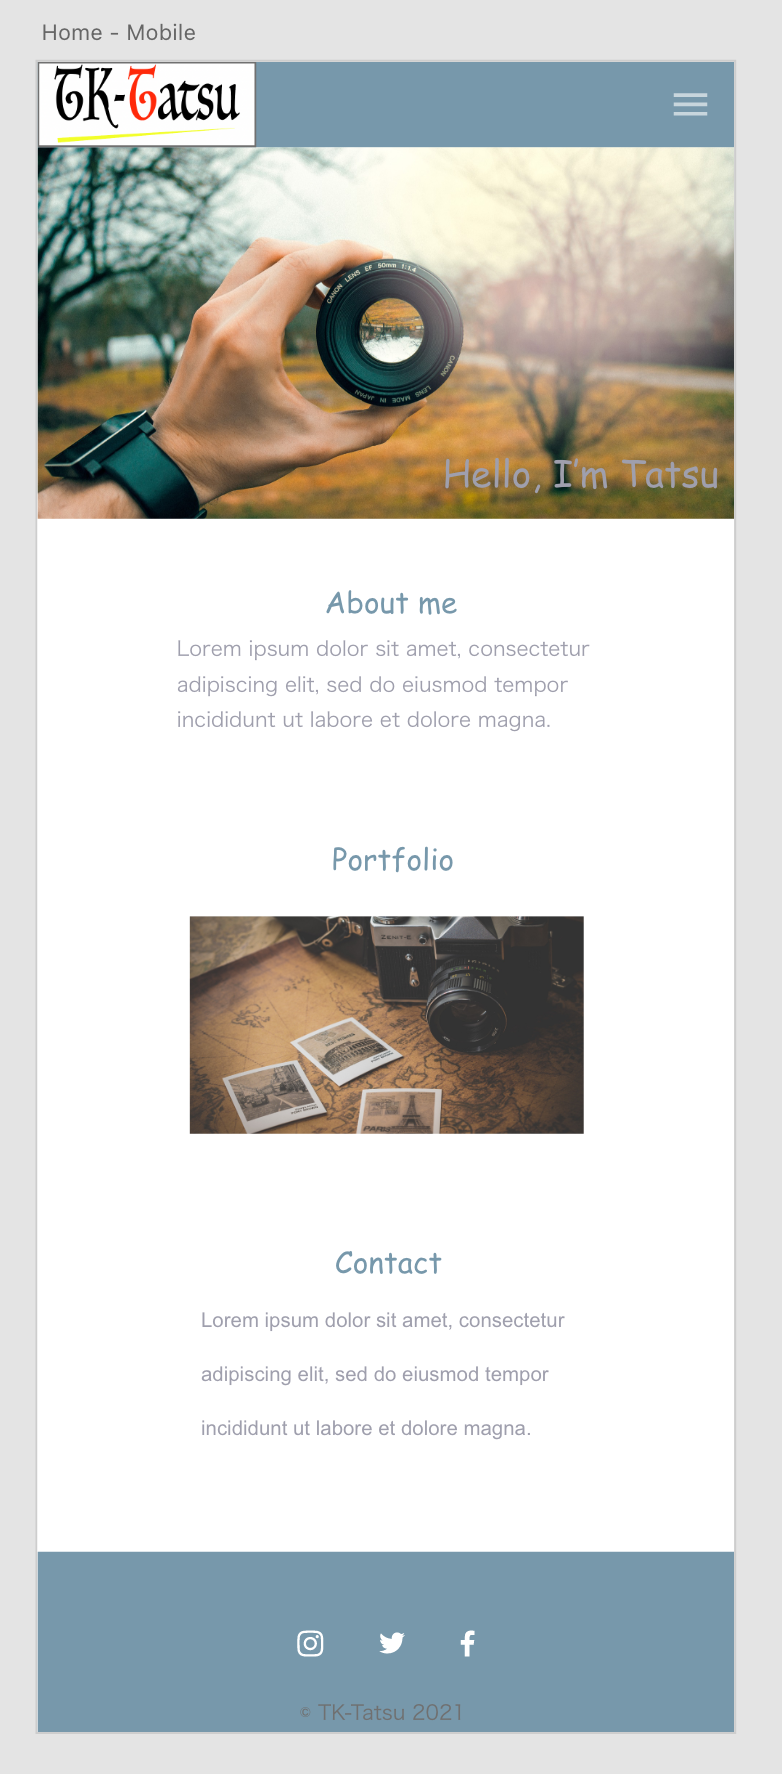 Home - Mobile
TK-Tatsu
CANON LENS EF 50mm 1:1.4
CANON LENS MADE IN JAPAN
Hello, I'm Tatsu
About me
Lorem ipsum dolor sit amet, consectetur
adipiscing elit, sed do eiusmod tempor
incididunt ut labore et dolore magna.
Portfolio
ZENIT-E
PARIS
Contact
Lorem ipsum dolor sit amet, consectetur
adipiscing elit, sed do eiusmod tempor
incididunt ut labore et dolore magna.
© TK-Tatsu 2021